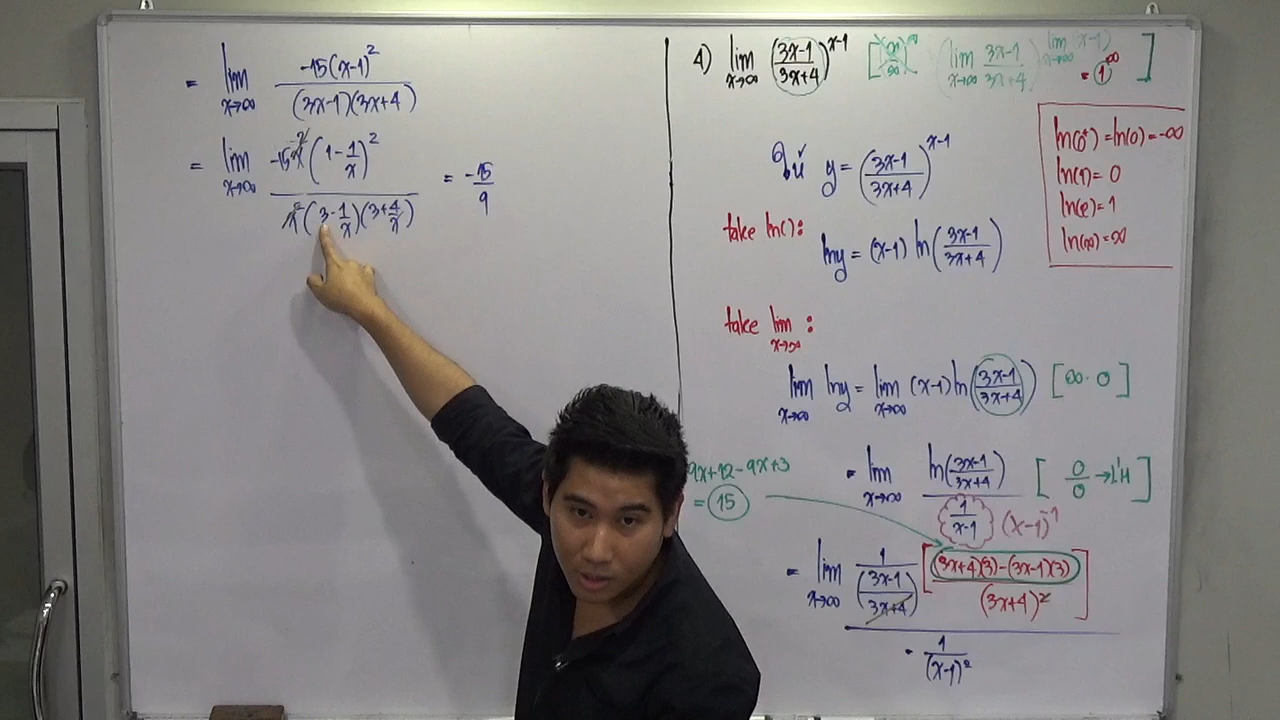 = lim x→∞ -15(x-1)² / (3x-1)(3x+4)
= lim x→∞ -15x²(1-1/x)² / x²(3-1/x)(3+4/x) = -15/9
4) lim x→∞ (3x-1/3x+4)^(x-1) [(∞/∞)^∞ (lim x→∞ 3x-1/3x+4)^(lim x→∞ (x-1)) = 1^∞ ]
ให้ y = (3x-1/3x+4)^(x-1)
take ln():
lny = (x-1) ln(3x-1/3x+4)
ln(0⁺) = ln(0) = -∞
ln(1) = 0
ln(e) = 1
ln(∞) = ∞
take lim x→∞ :
lim x→∞ lny = lim x→∞ (x-1) ln(3x-1/3x+4) [∞·0]
= lim x→∞ ln(3x-1/3x+4) / 1/x-1 [0/0 → L'H]
(x-1)⁻¹
9x+12-9x+3
= 15
= lim x→∞ 1/(3x-1/3x+4) [(3x+4)(3)-(3x-1)(3) / (3x+4)²] / - 1/(x-1)²